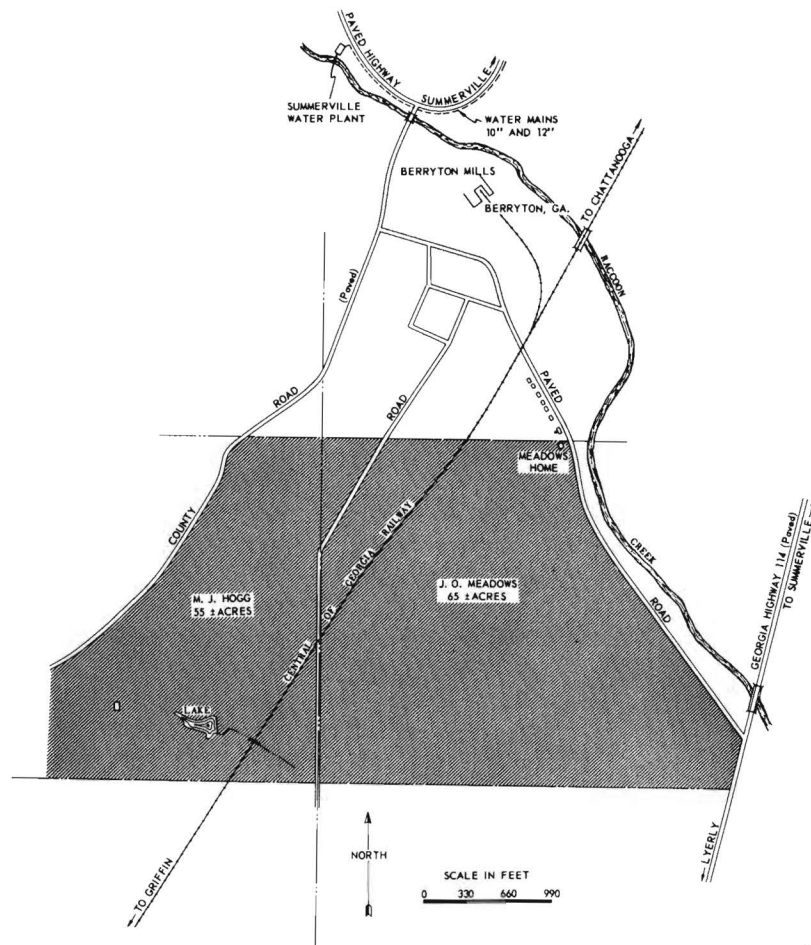 PAVED HIGHWAY
SUMMERVILLE
SUMMERVILLE
WATER PLANT
WATER MAINS
10" AND 12"
BERRYTON MILLS
BERRYTON, GA.
TO CHATTANOOGA
RACCOON
(Paved)
ROAD
ROAD
PAVED
MEADOWS
HOME
COUNTY
CENTRAL OF GEORGIA RAILWAY
CREEK
ROAD
GEORGIA HIGHWAY 114 (Paved)
TO SUMMERVILLE
M. J. HOGG
55 ± ACRES
J. O. MEADOWS
65 ± ACRES
LAKE
LYERLY
TO GRIFFIN
NORTH
SCALE IN FEET
0 330 660 990